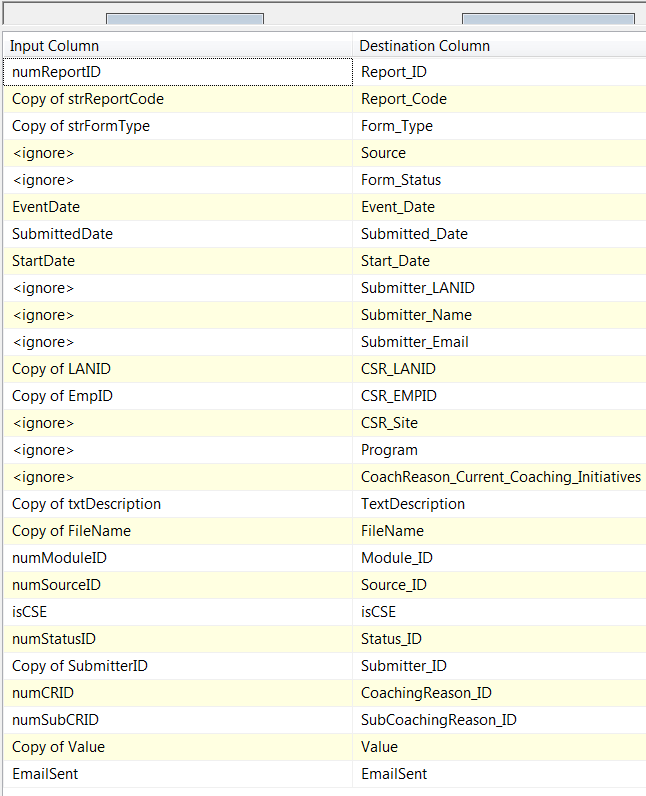 Input Column Destination Column
numReportID Report_ID
Copy of strReportCode Report_Code
Copy of strFormType Form_Type
<ignore> Source
<ignore> Form_Status
EventDate Event_Date
SubmittedDate Submitted_Date
StartDate Start_Date
<ignore> Submitter_LANID
<ignore> Submitter_Name
<ignore> Submitter_Email
Copy of LANID CSR_LANID
Copy of EmpID CSR_EMPID
<ignore> CSR_Site
<ignore> Program
<ignore> CoachReason_Current_Coaching_Initiatives
Copy of txtDescription TextDescription
Copy of FileName FileName
numModuleID Module_ID
numSourceID Source_ID
isCSE isCSE
numStatusID Status_ID
Copy of SubmitterID Submitter_ID
numCRID CoachingReason_ID
numSubCRID SubCoachingReason_ID
Copy of Value Value
EmailSent EmailSent